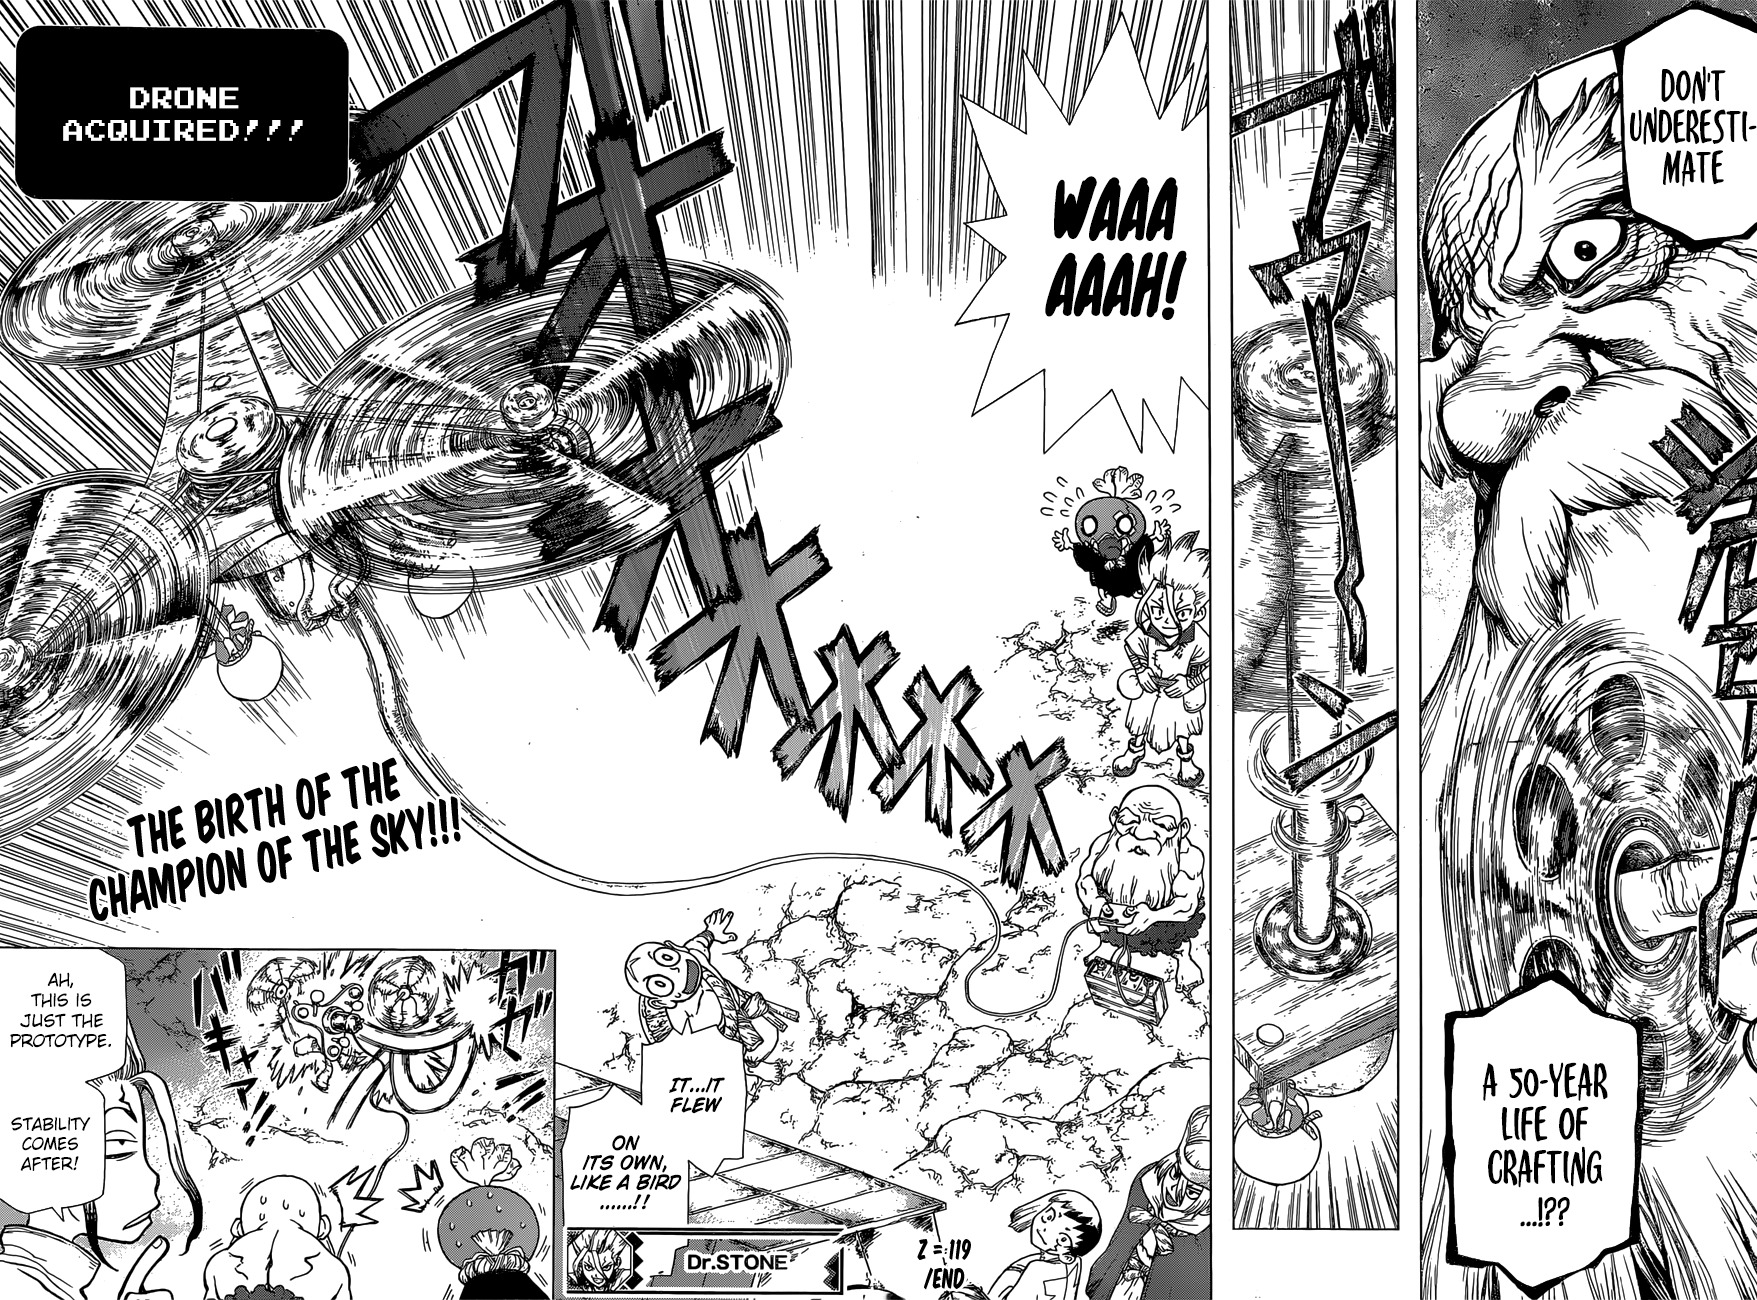 DON'T
UNDERESTI-
MATE
A 50-YEAR
LIFE OF
CRAFTING
...!??
WAAA
AAAH!
DRONE
ACQUIRED!!!
THE BIRTH OF THE
CHAMPION OF THE SKY!!!
IT...IT
FLEW
ON
ITS OWN,
LIKE A BIRD
......!!
AH,
THIS IS
JUST THE
PROTOTYPE.
STABILITY
COMES
AFTER!
Dr.STONE
Z=119
/END